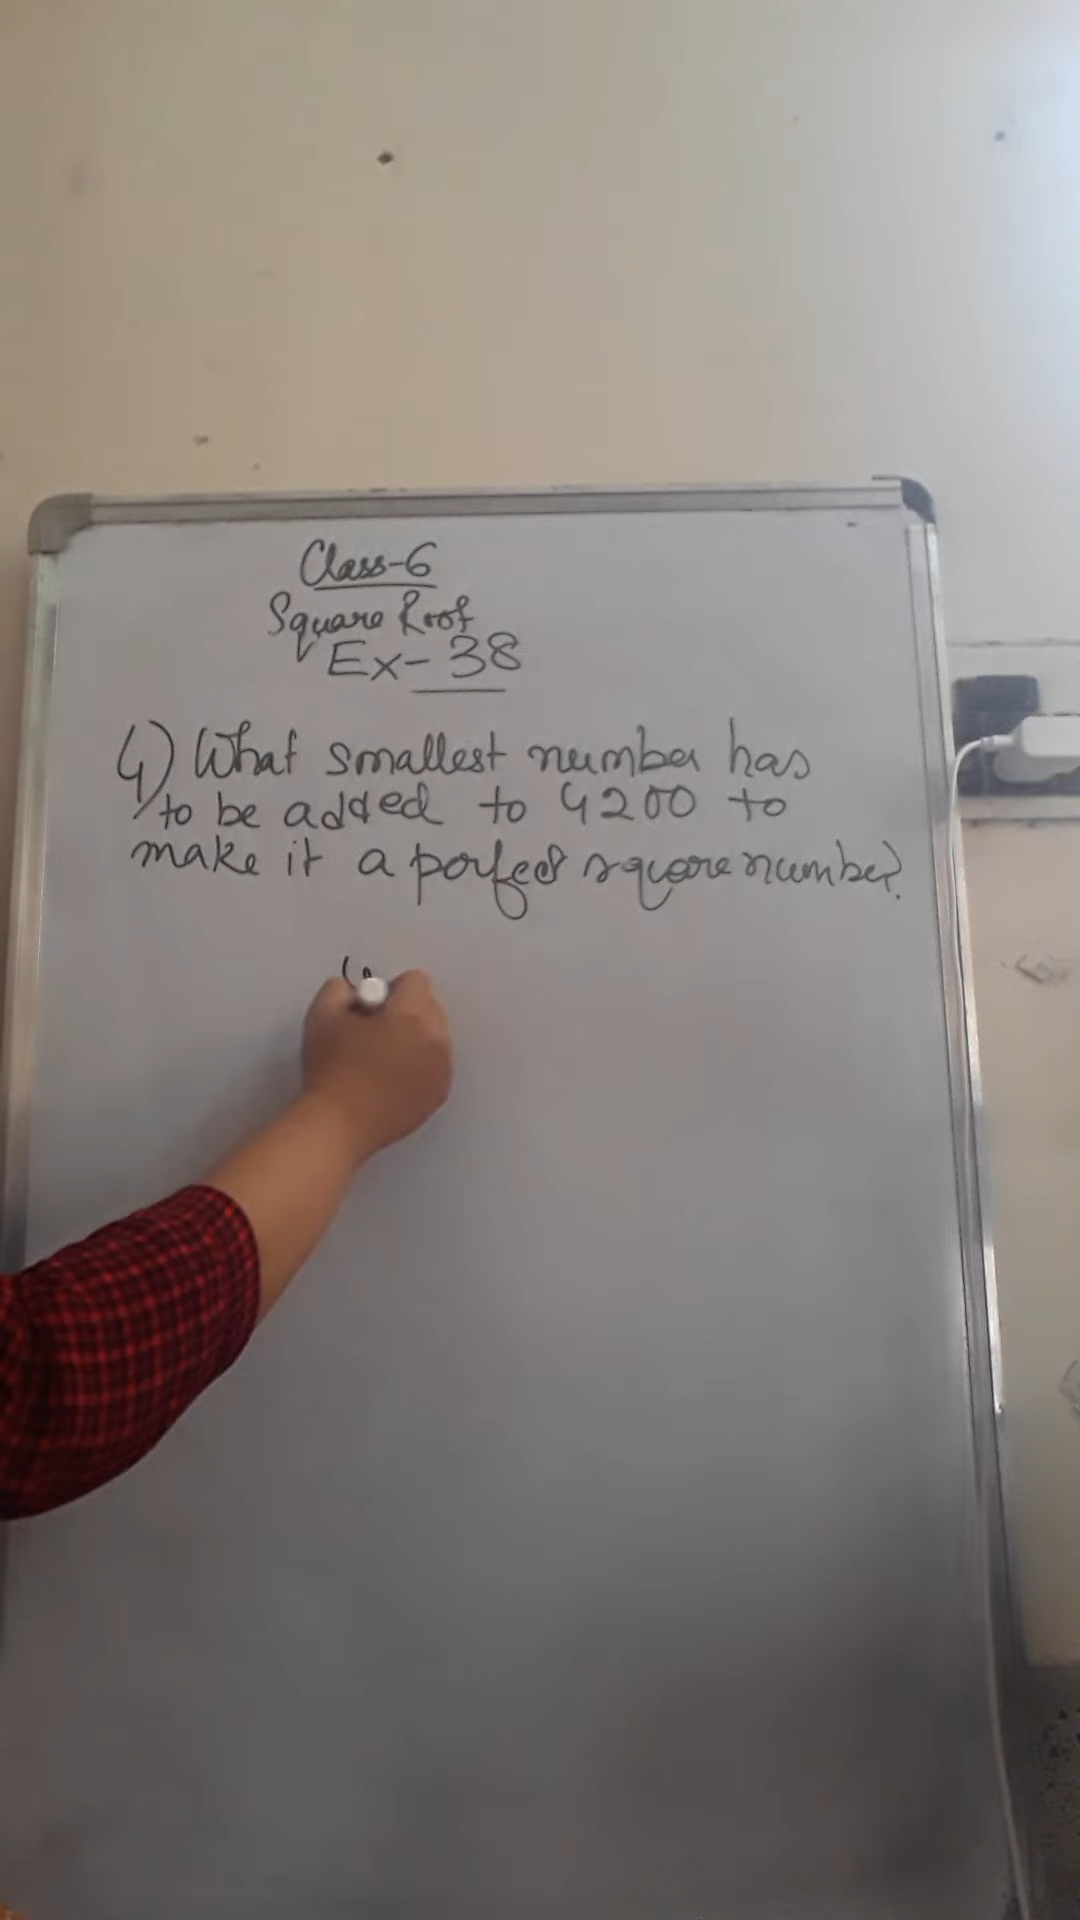 Class-6
Square Root
Ex-38
4) What smallest number has
to be added to 4200 to
make it a perfect square number?